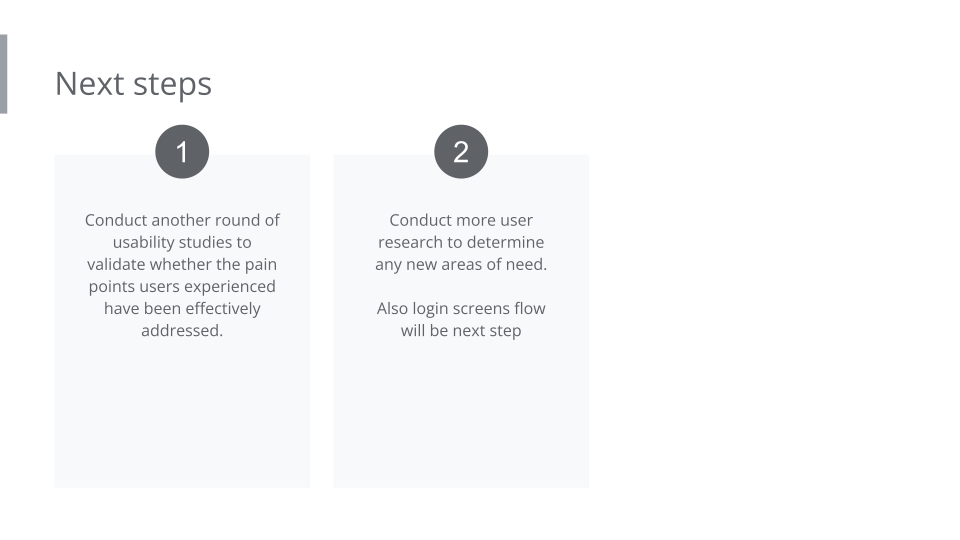 Next steps
1
Conduct another round of
usability studies to
validate whether the pain
points users experienced
have been effectively
addressed.
2
Conduct more user
research to determine
any new areas of need.
Also login screens flow
will be next step